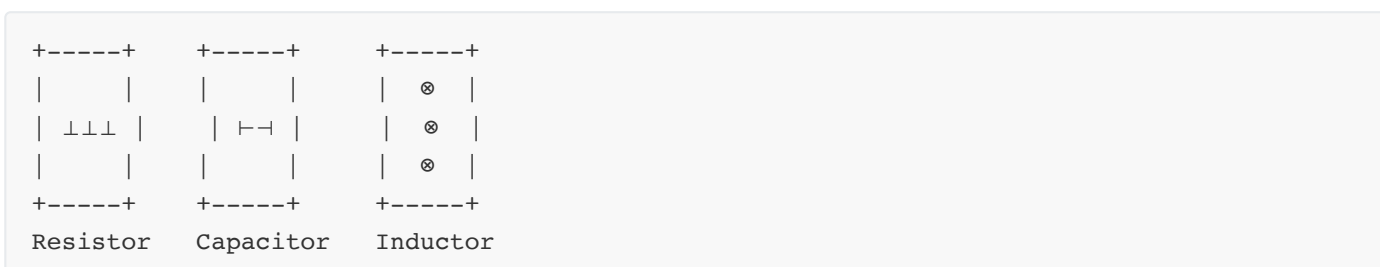 +-----+    +-----+     +-----+
|     |    |     |     |  ⊗  |
| ⊥⊥⊥ |    | ⊢⊣ |     |  ⊗  |
|     |    |     |     |  ⊗  |
+-----+    +-----+     +-----+
Resistor   Capacitor   Inductor